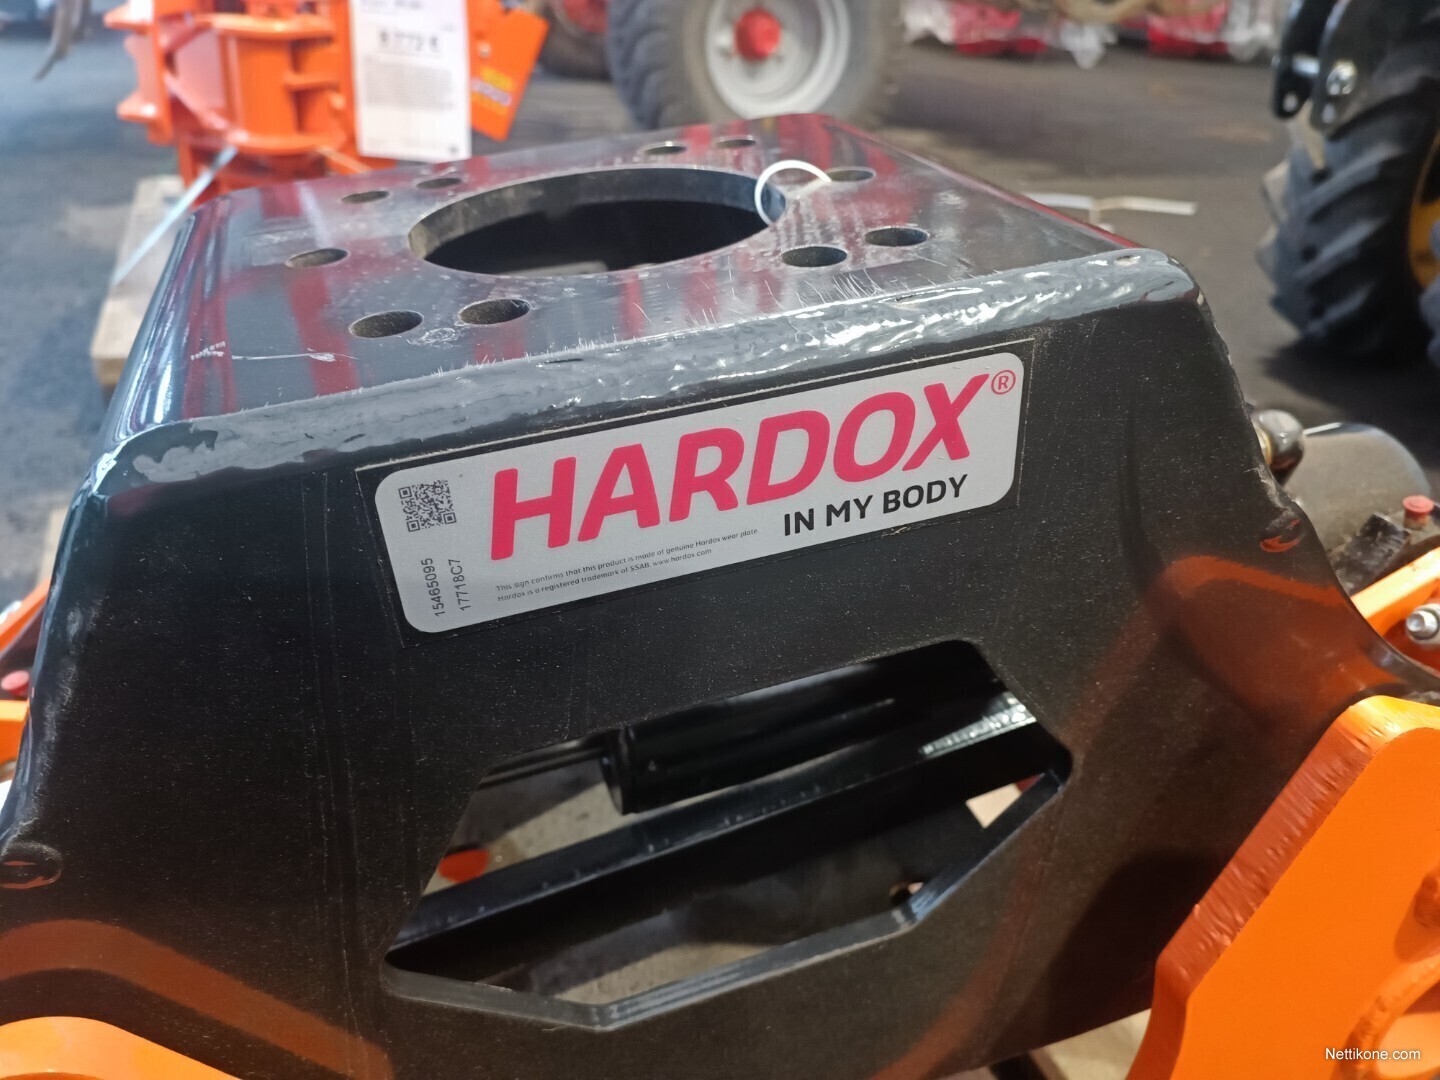 HARDOX®
IN MY BODY
This sign confirms that this product is made of genuine Hardox wear plate.
Hardox is a registered trademark of SSAB. www.hardox.com
15465095
17718C7
Nettikone.com